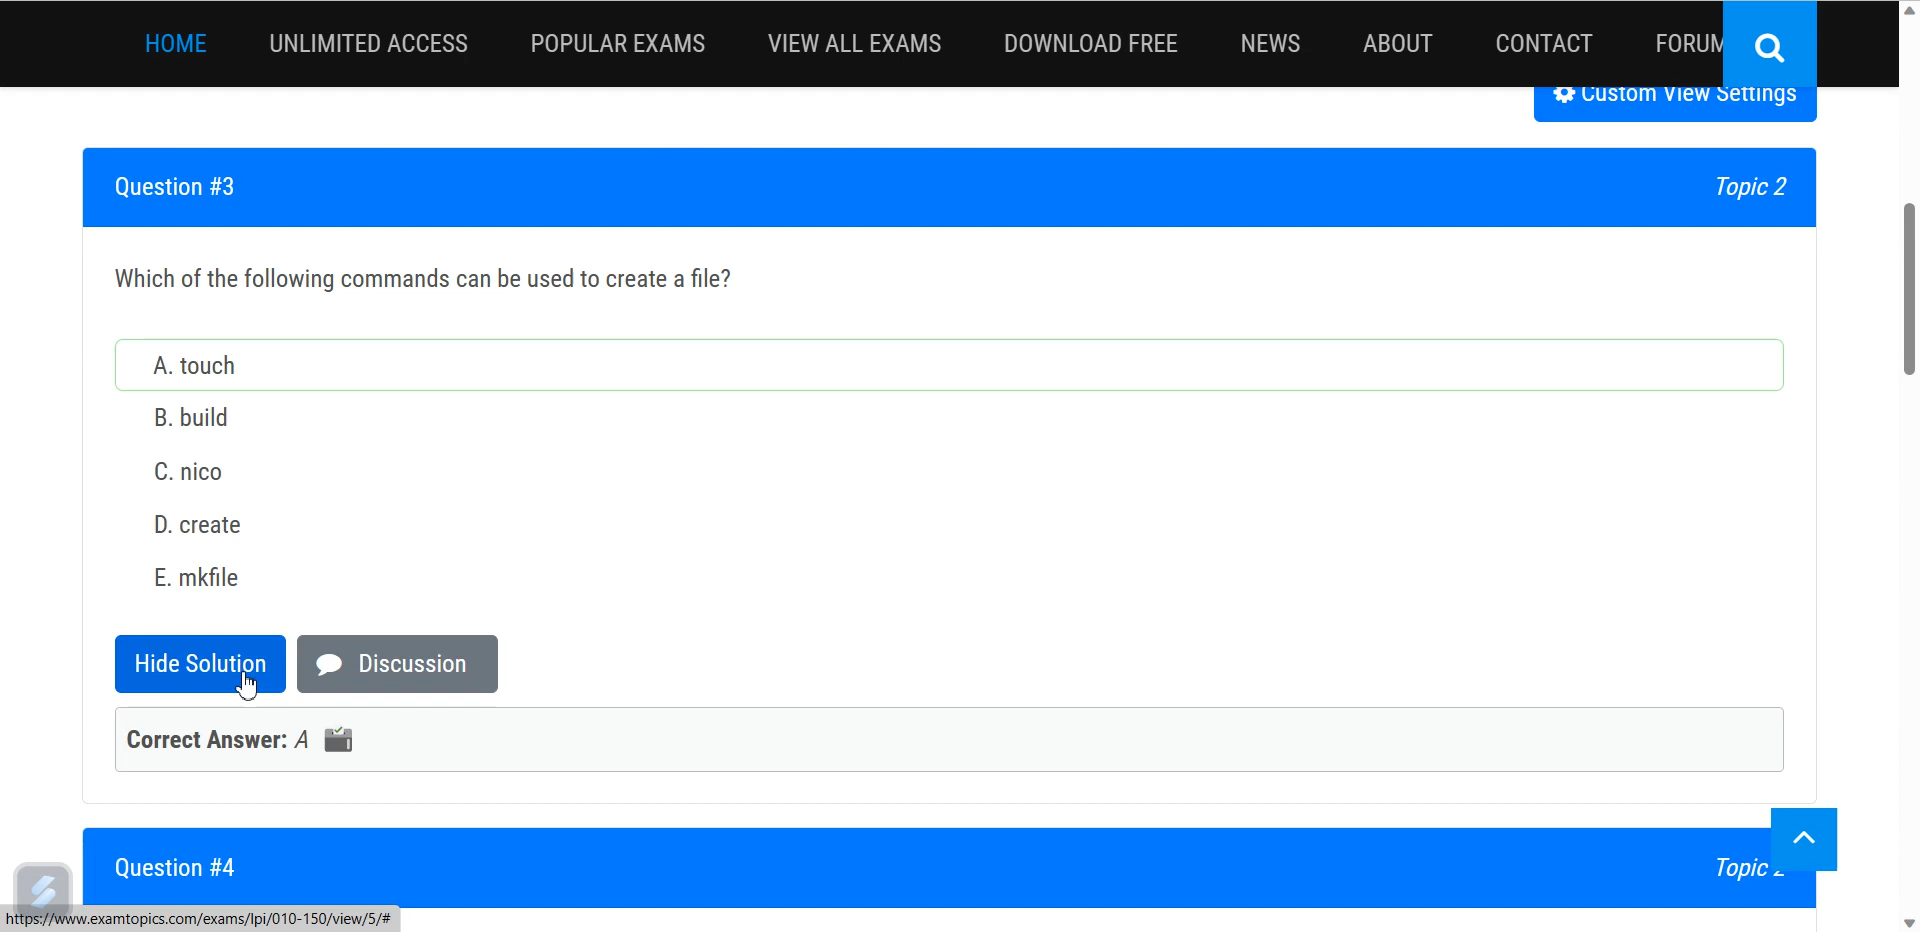 HOME UNLIMITED ACCESS POPULAR EXAMS VIEW ALL EXAMS DOWNLOAD FREE NEWS ABOUT CONTACT FORUM
Custom View Settings
Question #3 Topic 2
Which of the following commands can be used to create a file?
A. touch
B. build
C. nico
D. create
E. mkfile
Hide Solution Discussion
Correct Answer: A
Question #4 Topic 2
https://www.examtopics.com/exams/lpi/010-150/view/5/#